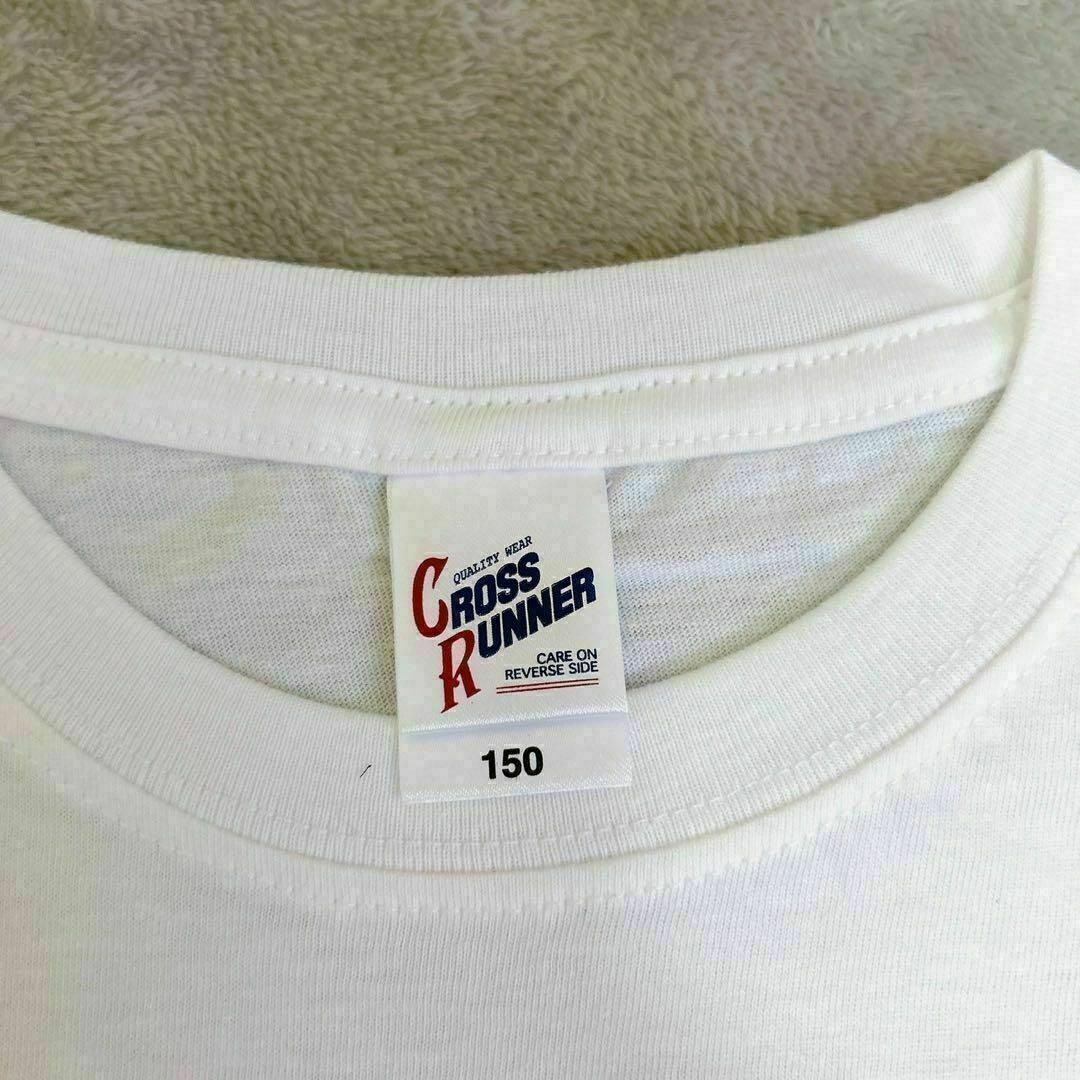 QUALITY WEAR
CROSS
RUNNER
CARE ON
REVERSE SIDE
150